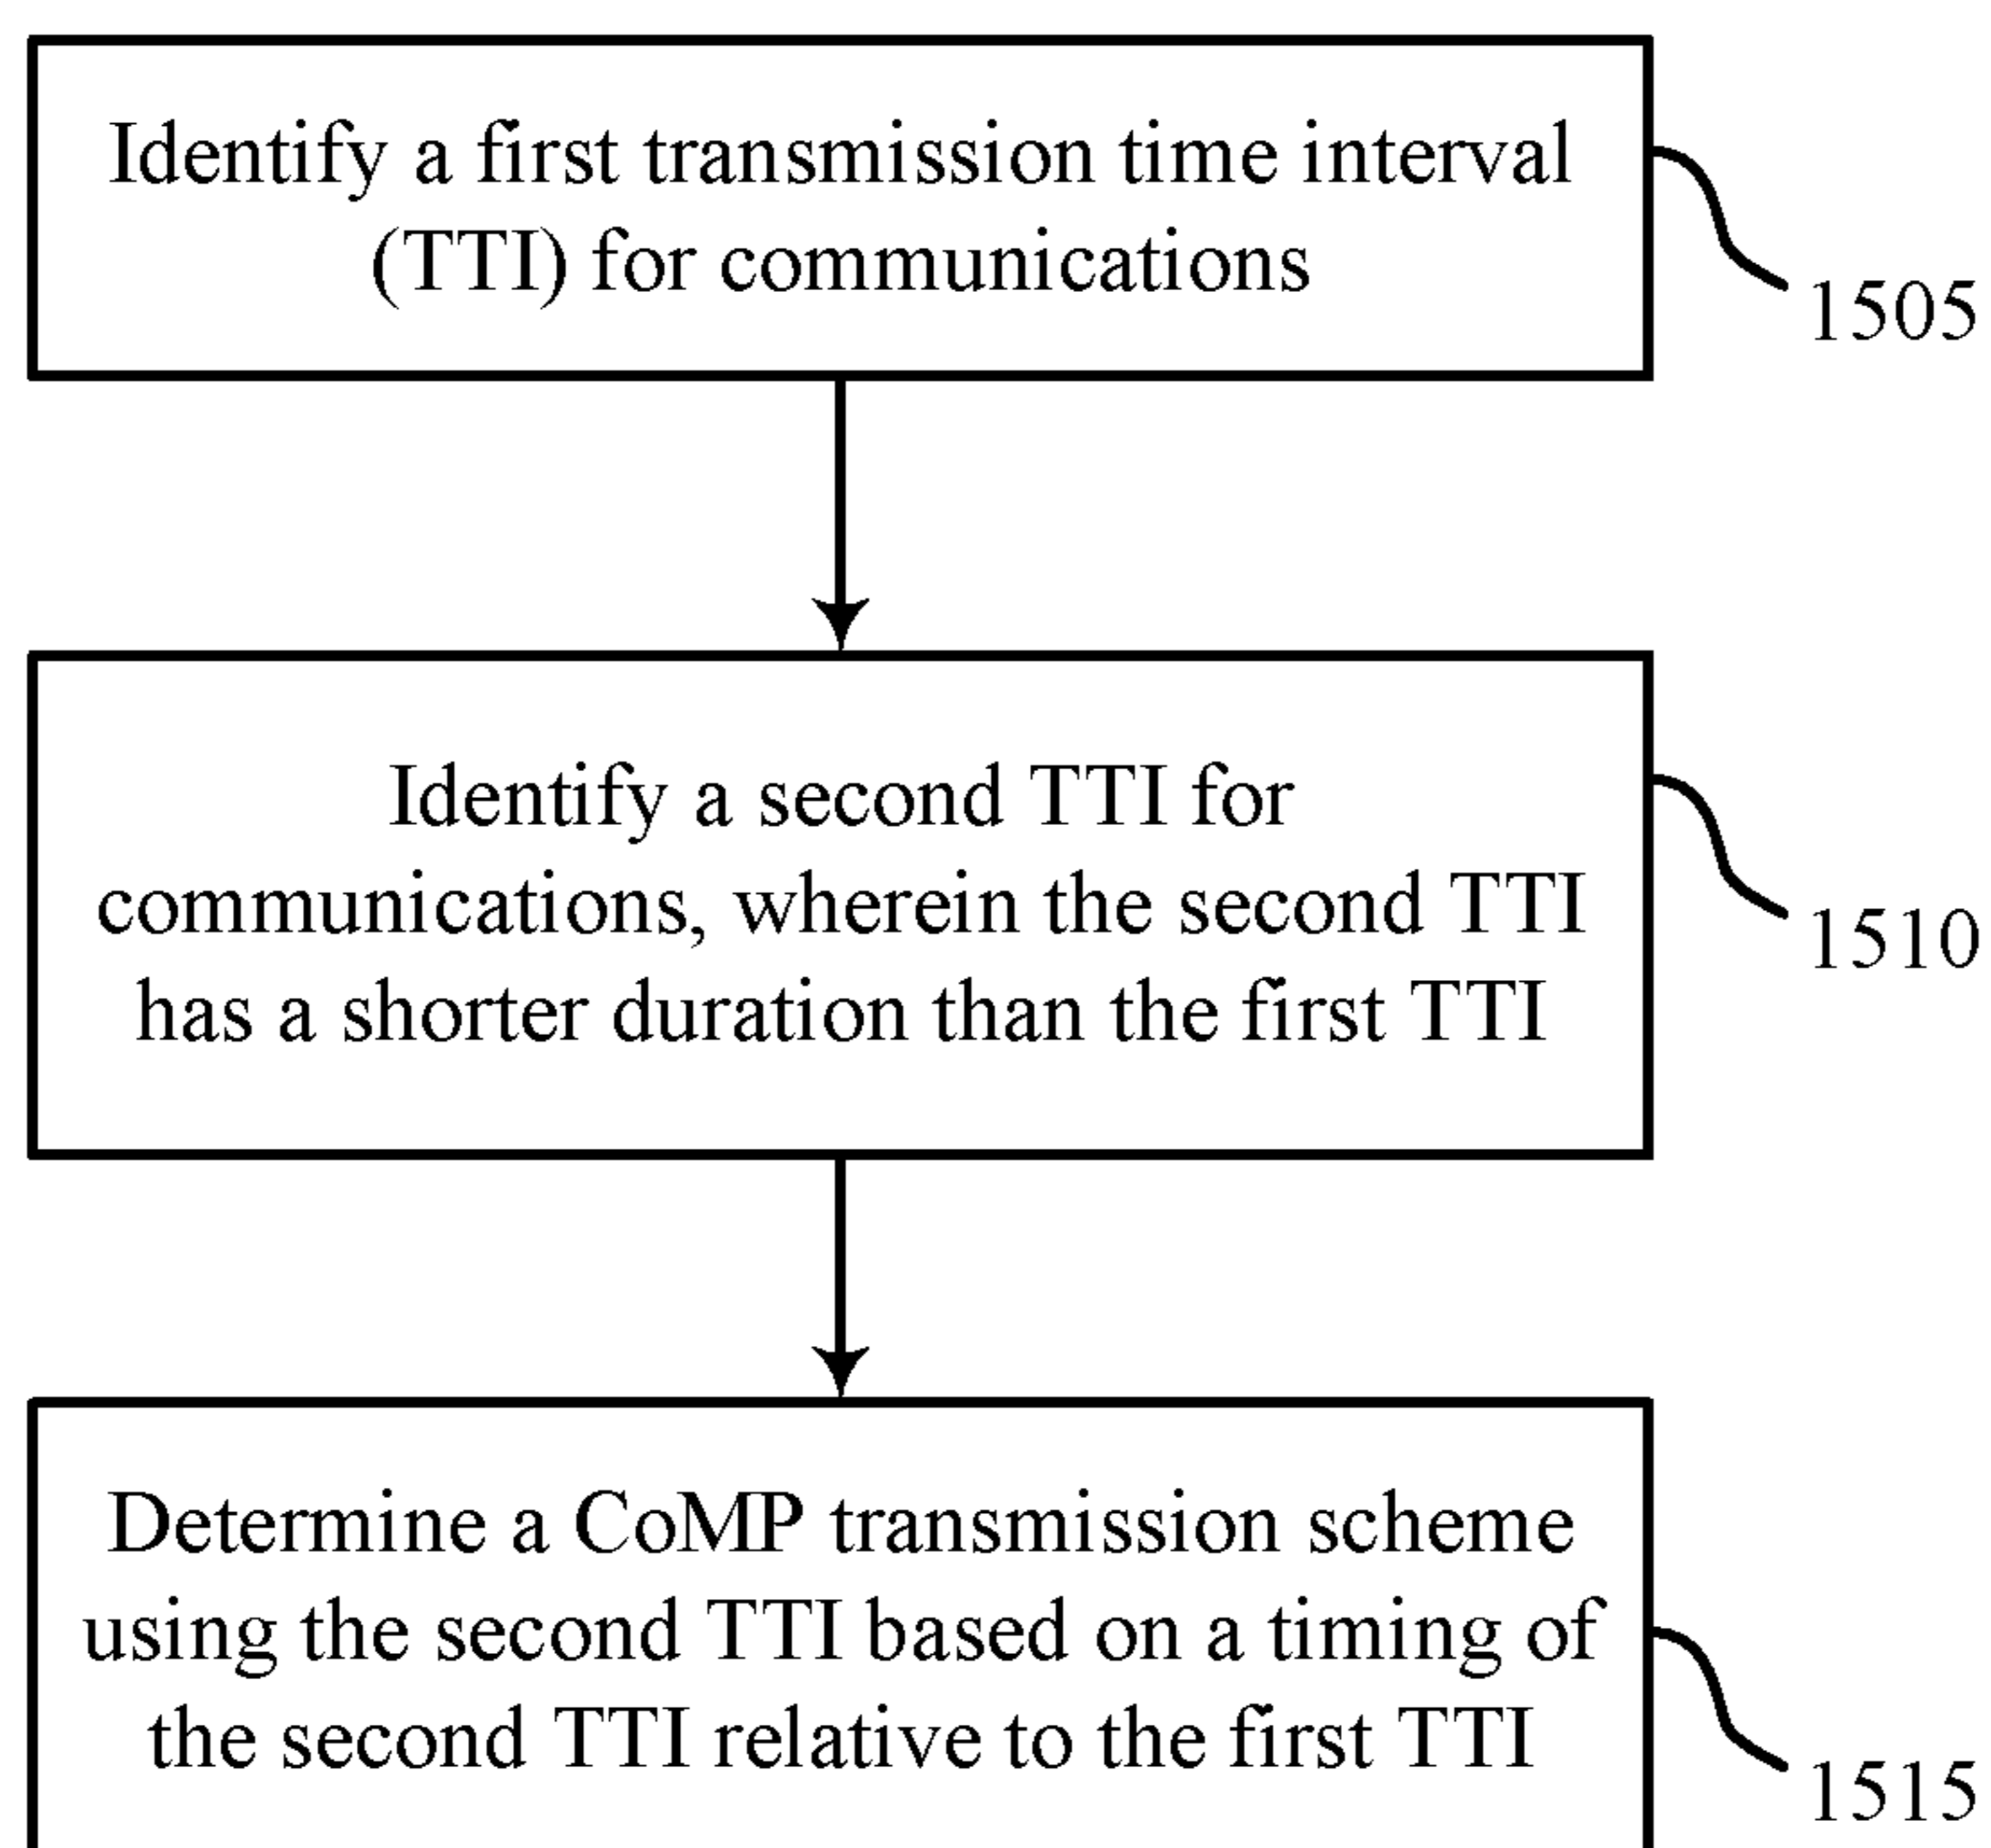 Identify a first transmission time interval
(TTI) for communications
1505
Identify a second TTI for
communications, wherein the second TTI
has a shorter duration than the first TTI
1510
Determine a CoMP transmission scheme
using the second TTI based on a timing of
the second TTI relative to the first TTI
1515